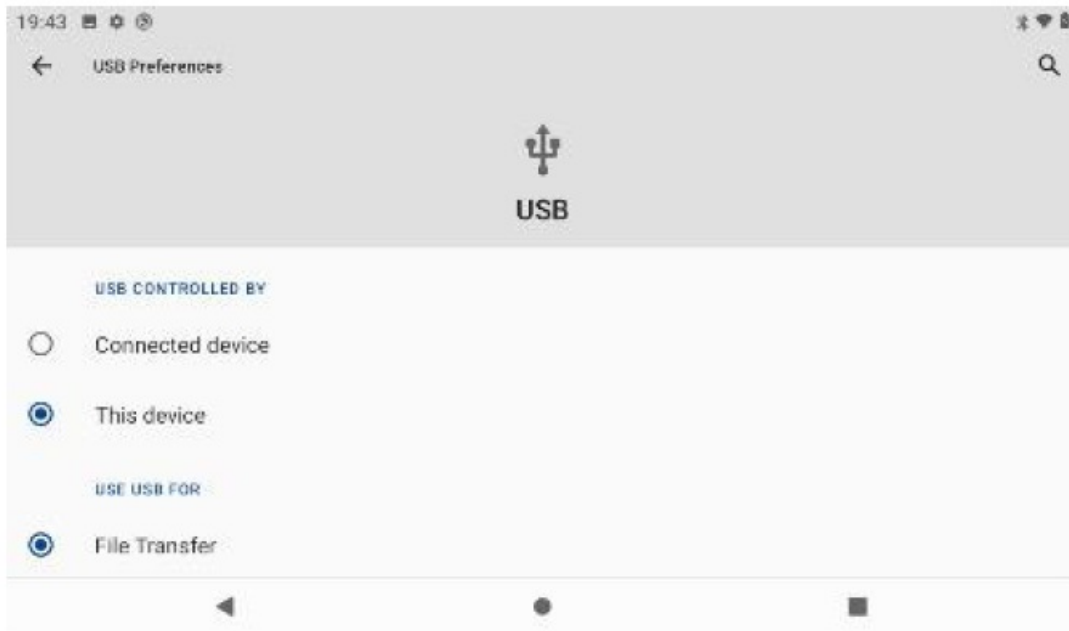 19:43
USB Preferences
USB
USB CONTROLLED BY
Connected device
This device
USE USB FOR
File Transfer